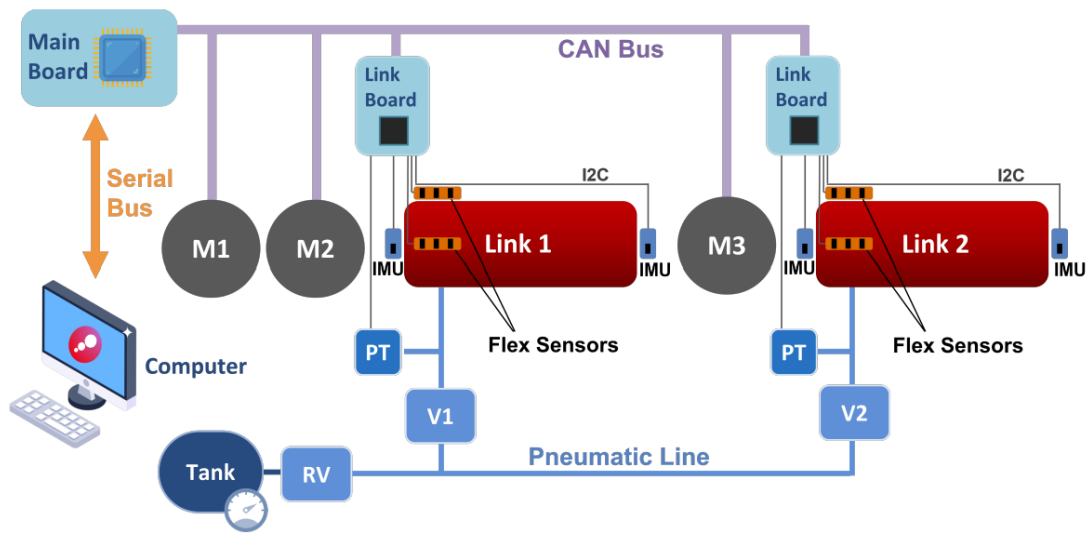 Main
Board
CAN Bus
Link
Board
Link
Board
Serial
Bus
I2C
I2C
M1
M2
Link 1
M3
Link 2
IMU
IMU
IMU
IMU
PT
Flex Sensors
PT
Flex Sensors
Computer
V1
V2
Tank
RV
Pneumatic Line